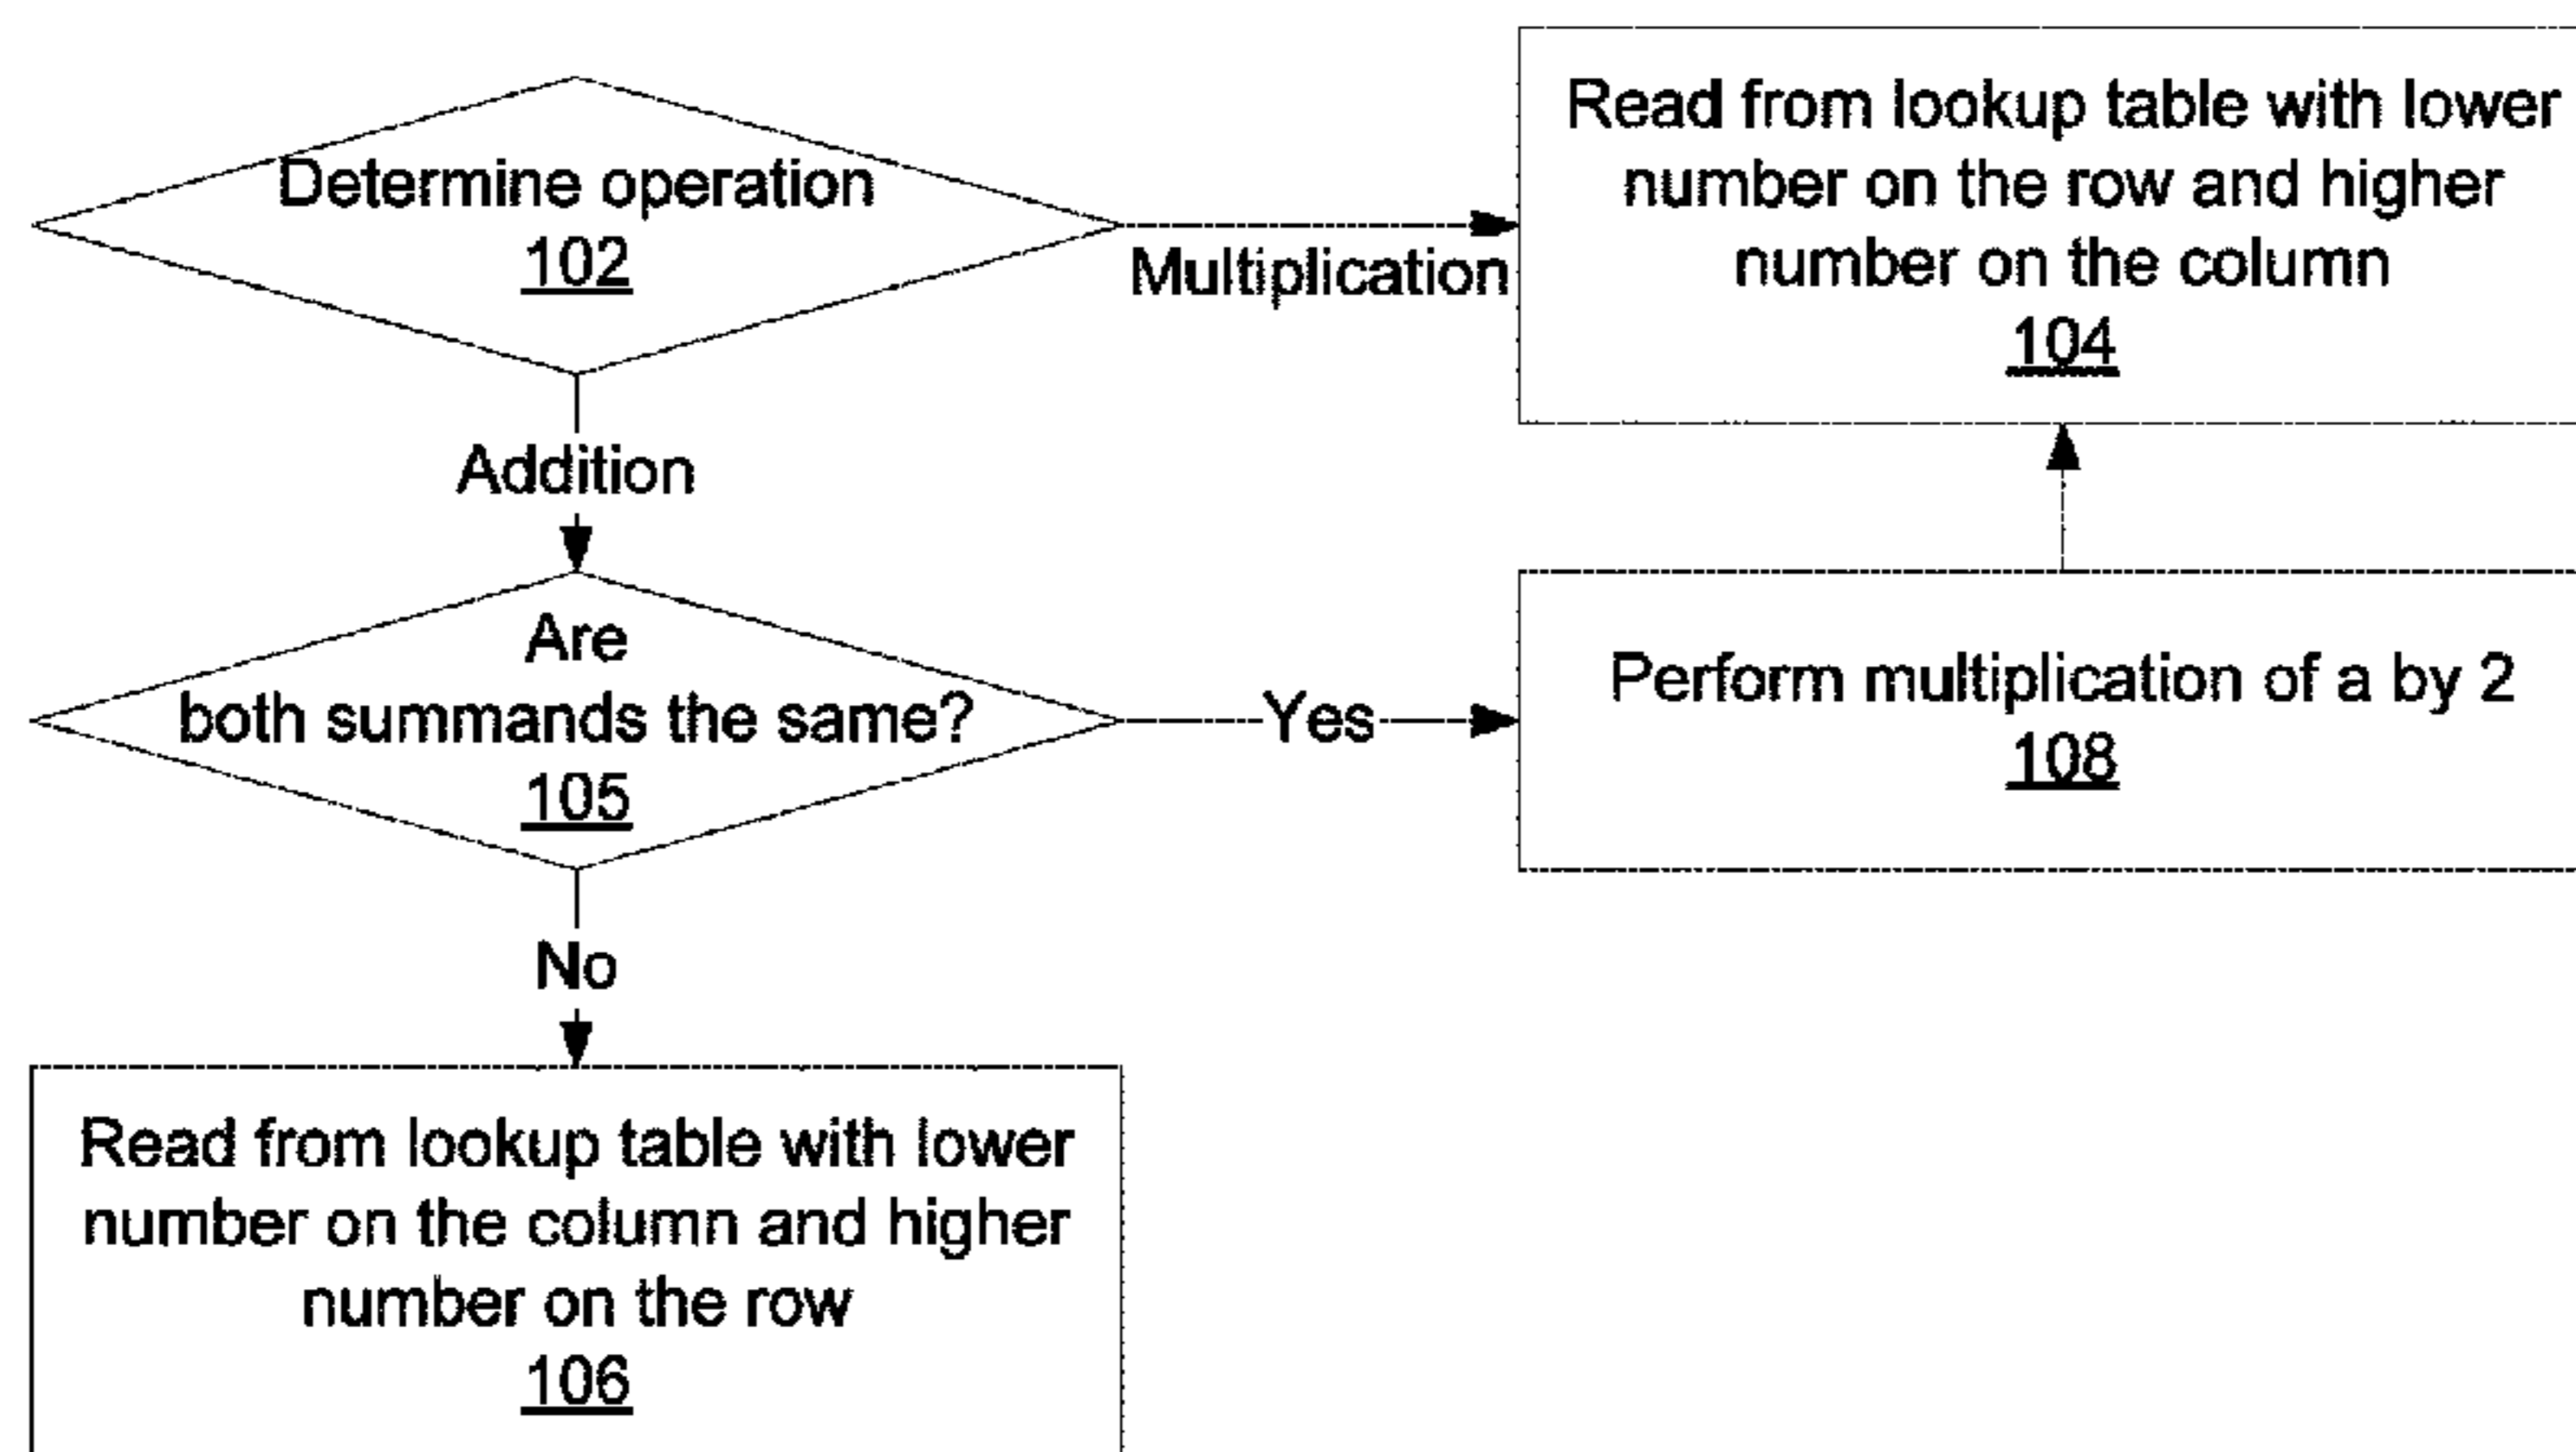 Determine operation
102
Multiplication
Read from lookup table with lower
number on the row and higher
number on the column
104
Addition
Are
both summands the same?
105
Yes
Perform multiplication of a by 2
108
No
Read from lookup table with lower
number on the column and higher
number on the row
106